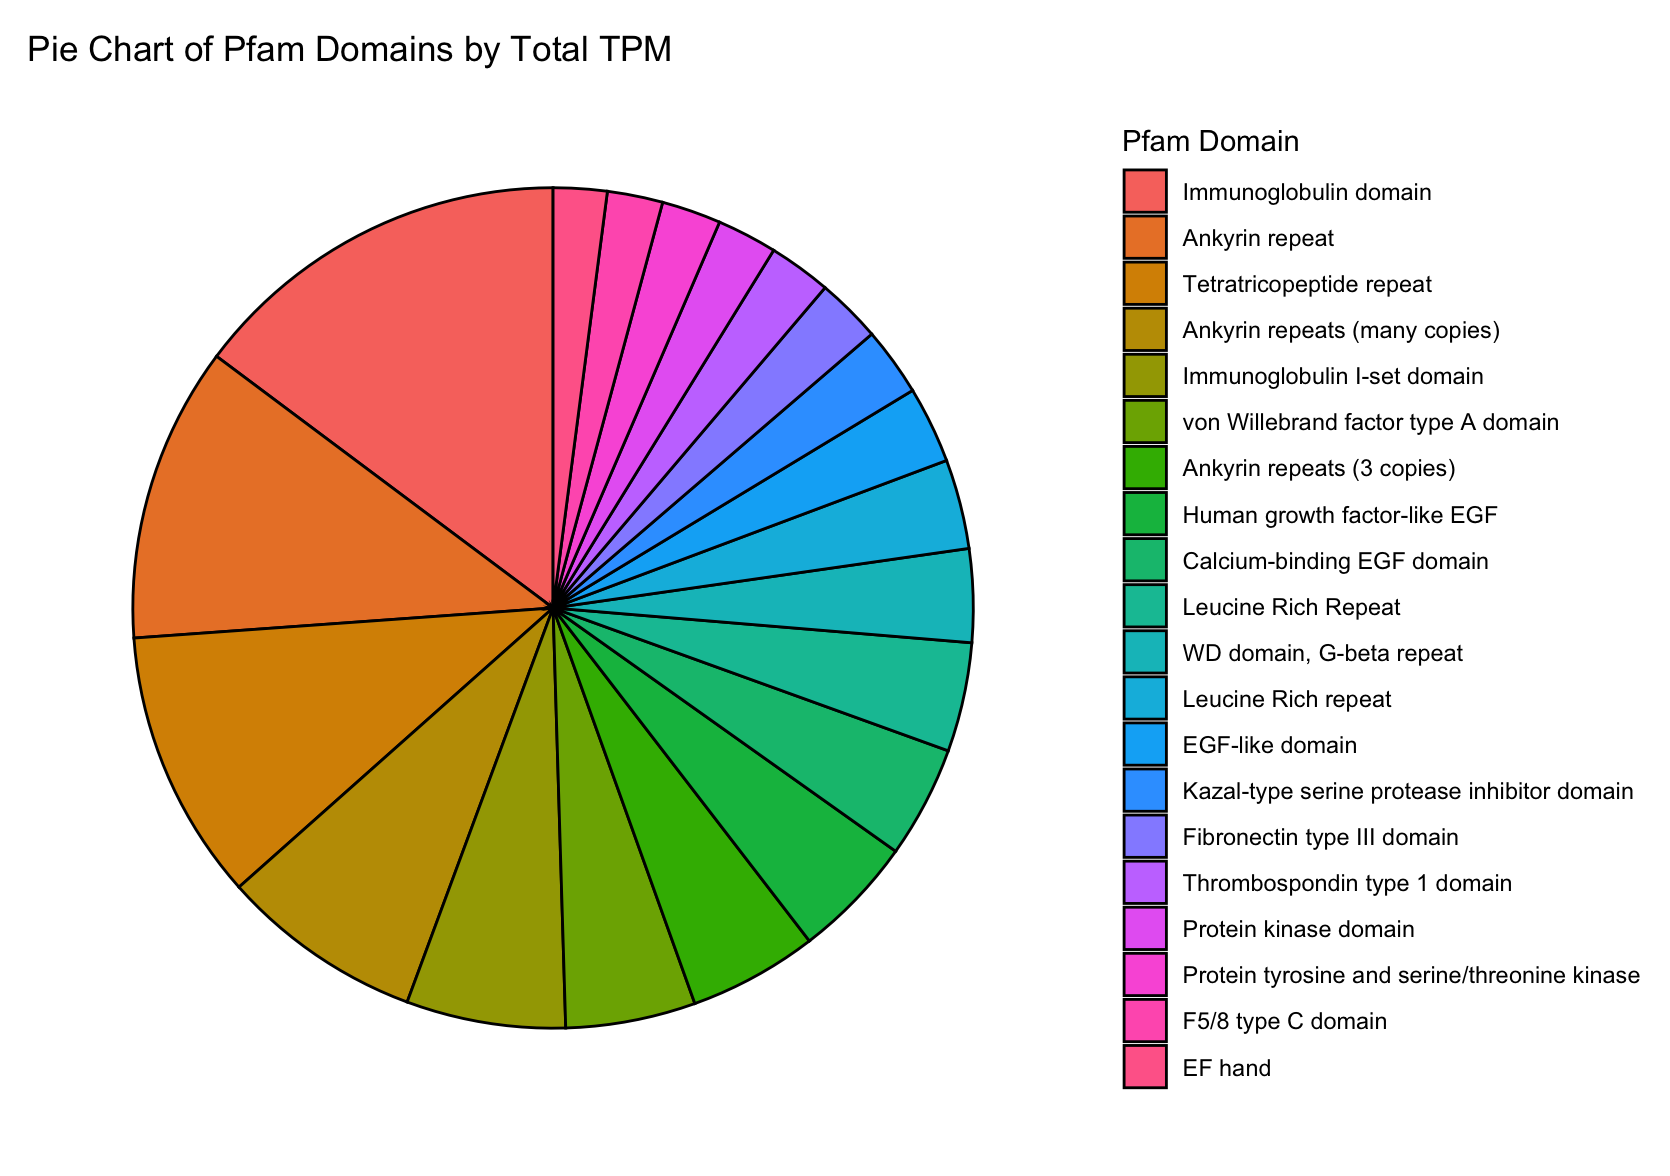 Pie Chart of Pfam Domains by Total TPM
Pfam Domain
Immunoglobulin domain
Ankyrin repeat
Tetratricopeptide repeat
Ankyrin repeats (many copies)
Immunoglobulin I-set domain
von Willebrand factor type A domain
Ankyrin repeats (3 copies)
Human growth factor-like EGF
Calcium-binding EGF domain
Leucine Rich Repeat
WD domain, G-beta repeat
Leucine Rich repeat
EGF-like domain
Kazal-type serine protease inhibitor domain
Fibronectin type III domain
Thrombospondin type 1 domain
Protein kinase domain
Protein tyrosine and serine/threonine kinase
F5/8 type C domain
EF hand